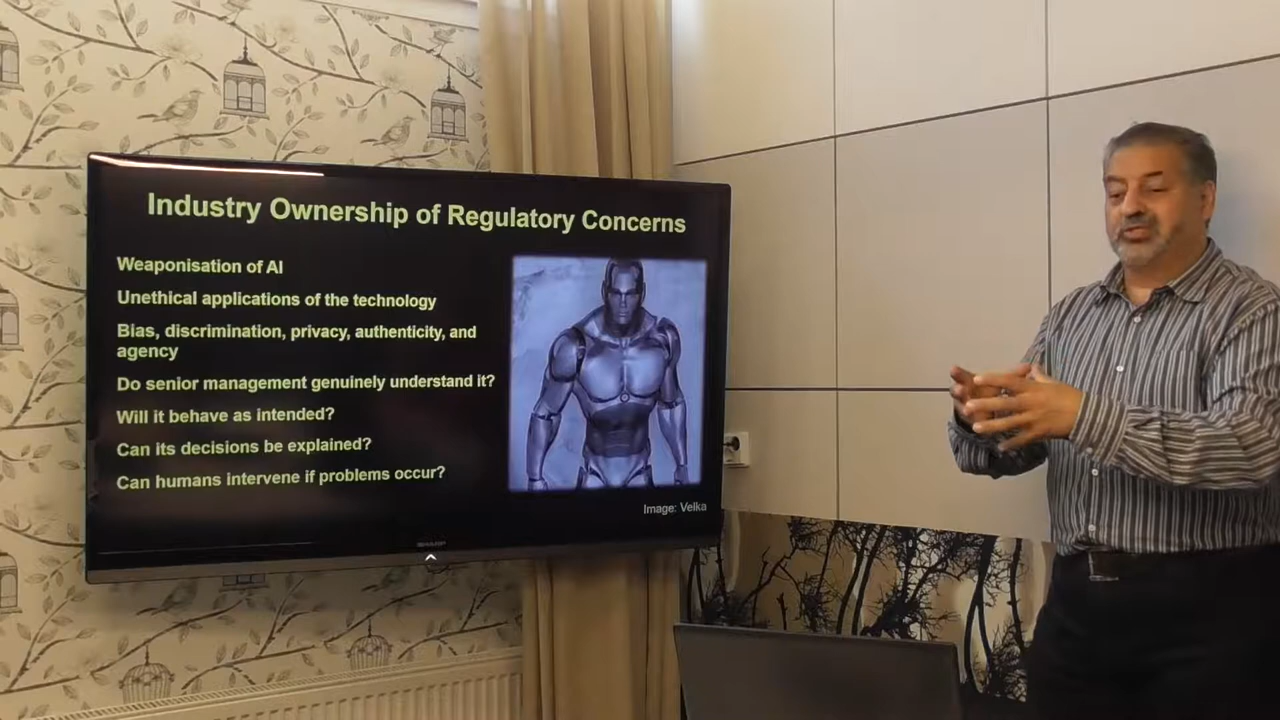 Industry Ownership of Regulatory Concerns
Weaponisation of AI
Unethical applications of the technology
Bias, discrimination, privacy, authenticity, and
agency
Do senior management genuinely understand it?
Will it behave as intended?
Can its decisions be explained?
Can humans intervene if problems occur?
Image: Velka